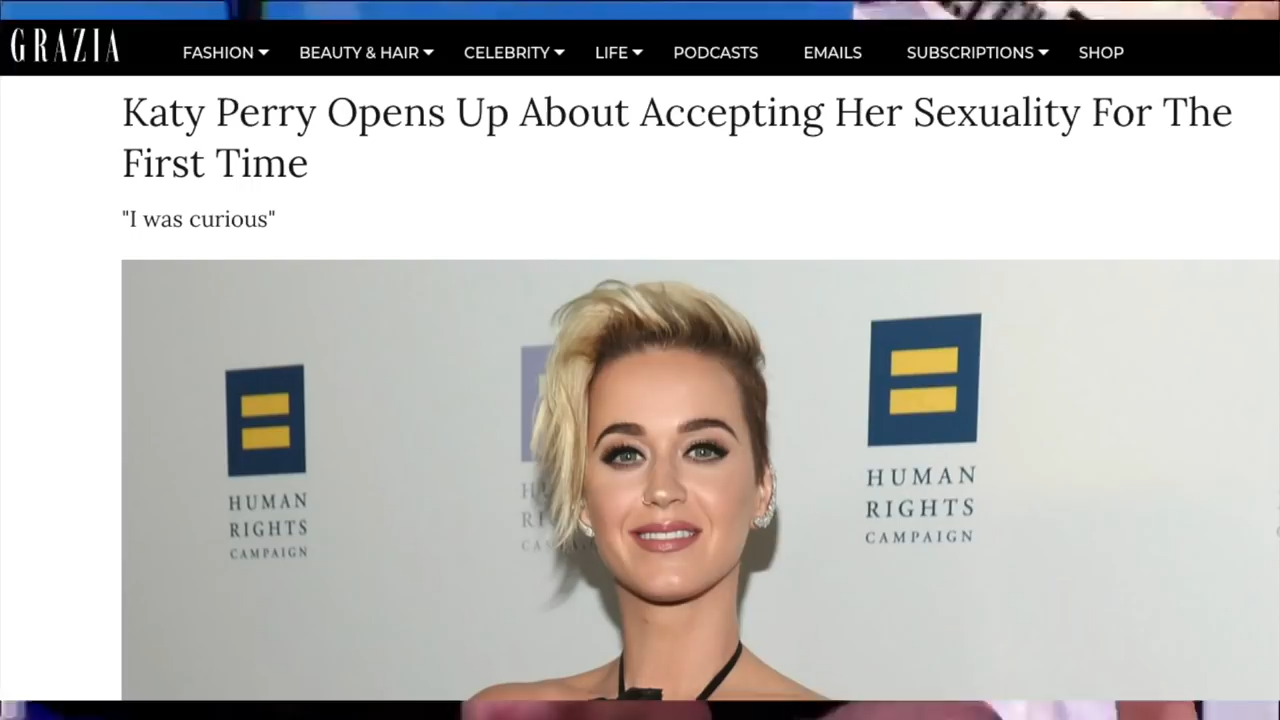 GRAZIA
FASHION BEAUTY & HAIR CELEBRITY LIFE PODCASTS EMAILS SUBSCRIPTIONS SHOP
Katy Perry Opens Up About Accepting Her Sexuality For The
First Time
"I was curious"
HUMAN
RIGHTS
CAMPAIGN
HUMAN
RIGHTS
CAMPAIGN